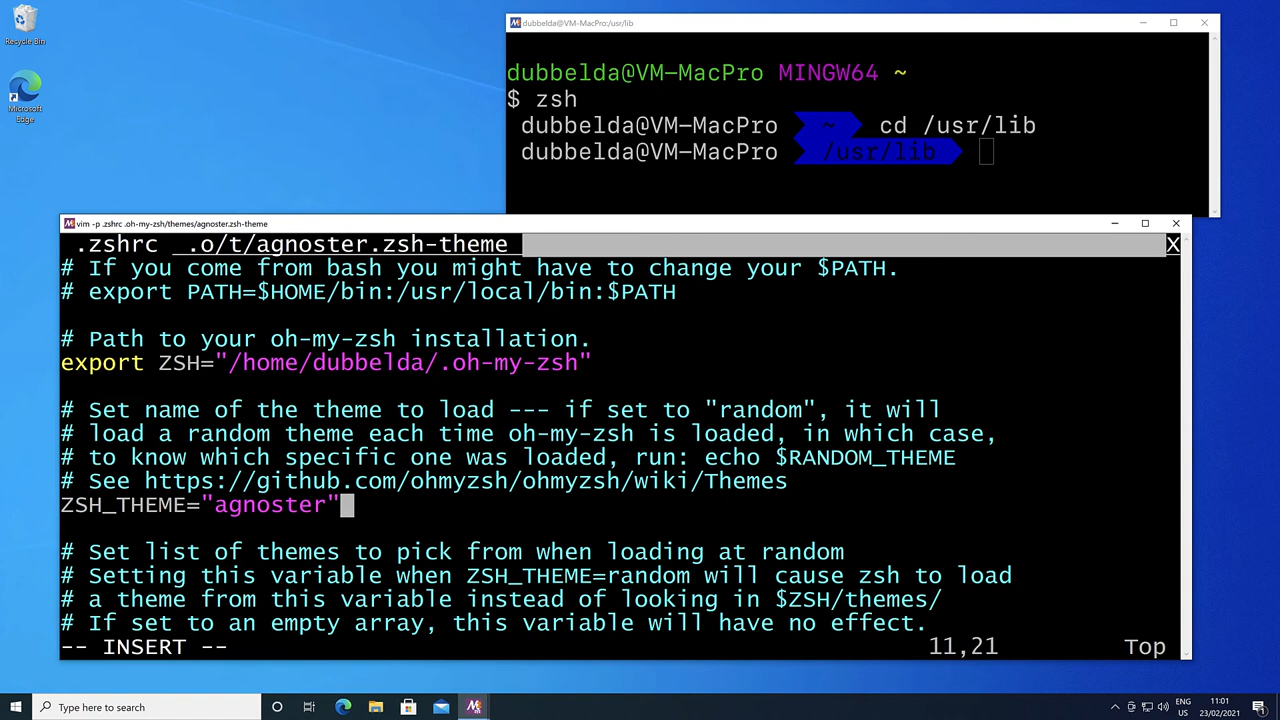 Recycle Bin
Microsoft
Edge
dubbelda@VM-MacPro:/usr/lib
dubbelda@VM-MacPro MINGW64 ~
$ zsh
dubbelda@VM-MacPro ~ cd /usr/lib
dubbelda@VM-MacPro /usr/lib
vim -p .zshrc .oh-my-zsh/themes/agnoster.zsh-theme
.zshrc .o/t/agnoster.zsh-theme X
# If you come from bash you might have to change your $PATH.
# export PATH=$HOME/bin:/usr/local/bin:$PATH
# Path to your oh-my-zsh installation.
export ZSH="/home/dubbelda/.oh-my-zsh"
# Set name of the theme to load --- if set to "random", it will
# load a random theme each time oh-my-zsh is loaded, in which case,
# to know which specific one was loaded, run: echo $RANDOM_THEME
# See https://github.com/ohmyzsh/ohmyzsh/wiki/Themes
ZSH_THEME="agnoster"
# Set list of themes to pick from when loading at random
# Setting this variable when ZSH_THEME=random will cause zsh to load
# a theme from this variable instead of looking in $ZSH/themes/
# If set to an empty array, this variable will have no effect.
-- INSERT -- 11,21 Top
Type here to search
ENG
US
11:01
23/02/2021
1